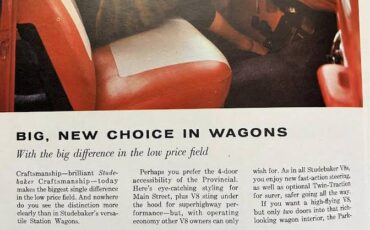 BIG, NEW CHOICE IN WAGONS
With the big difference in the low price field
Craftsmanship—brilliant Stude-
baker Craftsmanship—today
makes the biggest single difference
in the low price field. And nowhere
do you see the distinction more
clearly than in Studebaker's versa-
tile Station Wagons.
Perhaps you prefer the 4-door
accessibility of the Provincial.
Here's eye-catching styling for
Main Street, plus V8 sting under
the hood for superhighway perform-
ance—but, with operating
economy other V8 owners can only
wish for. As in all Studebaker V8s,
you enjoy new fast-action steering,
as well as optional Twin-Traction
for surer, safer going all the way.
If you want a high-flying V8,
but only two doors into that rich-
looking wagon interior, the Park-